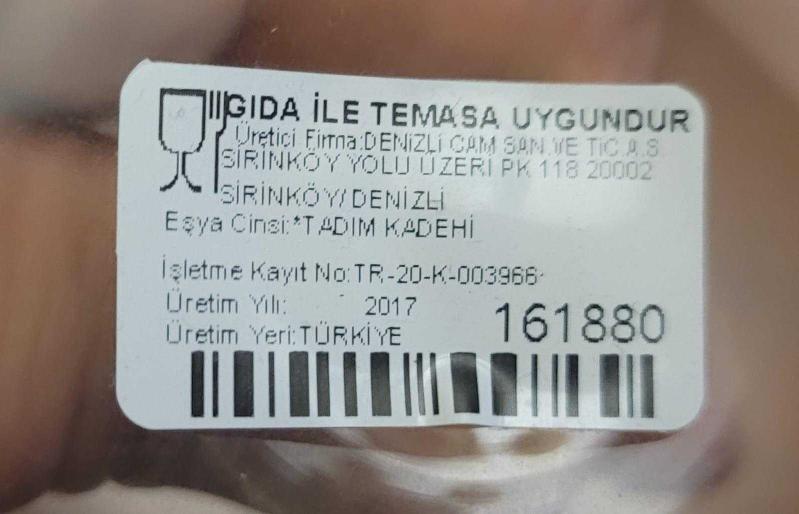 GIDA İLE TEMASA UYGUNDUR
Üretici Firma:DENİZLİ CAM SAN.VE TİC.A.S.
SİRİNKÖY YOLU ÜZERİ PK 118 20002
SİRİNKÖY/DENİZLİ
Eşya Cinsi:*TADIM KADEHİ
İşletme Kayıt No:TR-20-K-003966
Üretim Yılı: 2017
Üretim Yeri:TÜRKİYE
161880